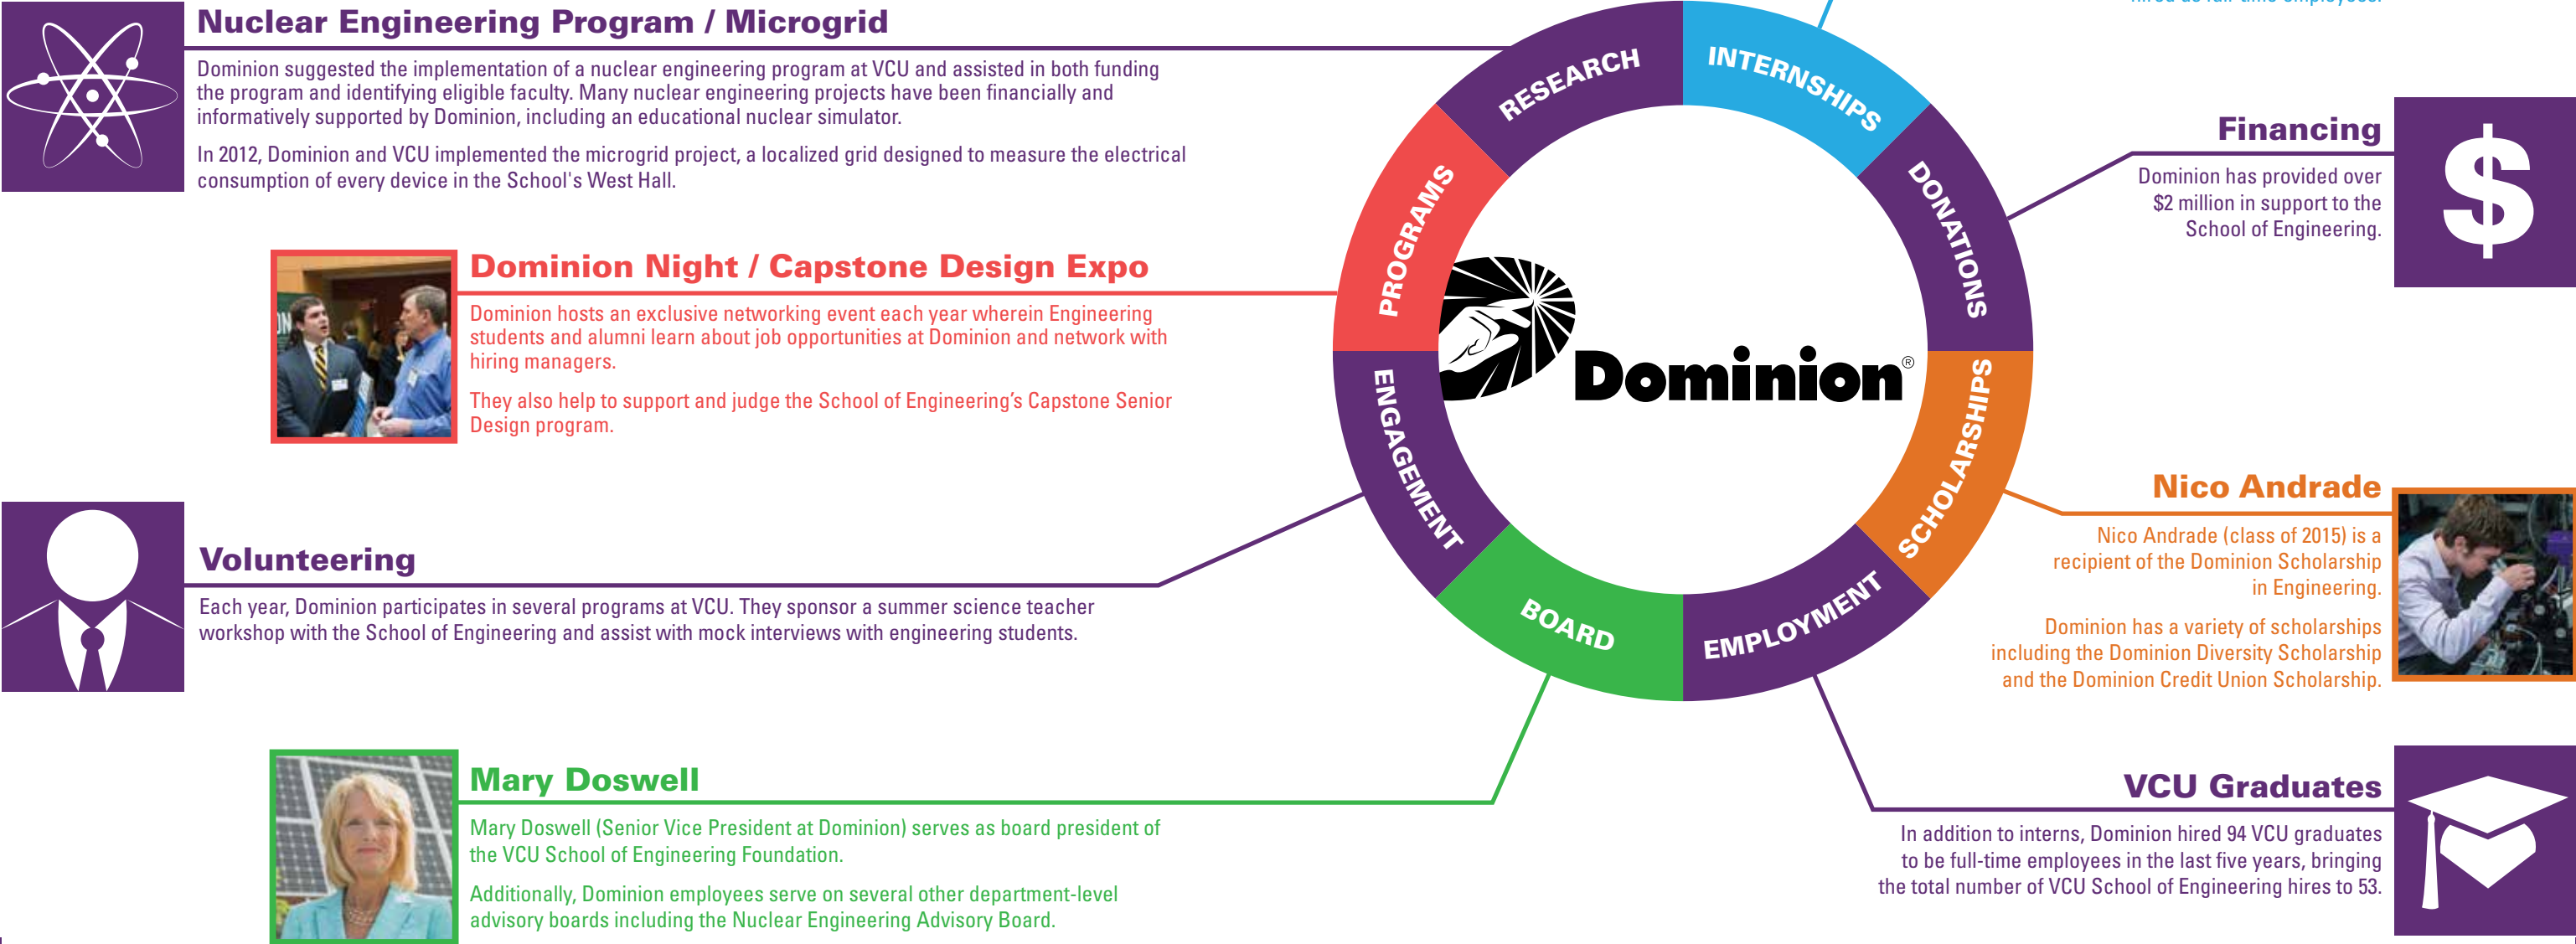 Nuclear Engineering Program / Microgrid
Dominion suggested the implementation of a nuclear engineering program at VCU and assisted in both funding
the program and identifying eligible faculty. Many nuclear engineering projects have been financially and
informatively supported by Dominion, including an educational nuclear simulator.
In 2012, Dominion and VCU implemented the microgrid project, a localized grid designed to measure the electrical
consumption of every device in the School's West Hall.
Dominion Night / Capstone Design Expo
Dominion hosts an exclusive networking event each year wherein Engineering
students and alumni learn about job opportunities at Dominion and network with
hiring managers.
They also help to support and judge the School of Engineering’s Capstone Senior
Design program.
Volunteering
Each year, Dominion participates in several programs at VCU. They sponsor a summer science teacher
workshop with the School of Engineering and assist with mock interviews with engineering students.
Mary Doswell
Mary Doswell (Senior Vice President at Dominion) serves as board president of
the VCU School of Engineering Foundation.
Additionally, Dominion employees serve on several other department-level
advisory boards including the Nuclear Engineering Advisory Board.
RESEARCH
INTERNSHIPS
DONATIONS
SCHOLARSHIPS
EMPLOYMENT
BOARD
ENGAGEMENT
PROGRAMS
Dominion®
hired as full-time employees.
Financing
Dominion has provided over
$2 million in support to the
School of Engineering.
$
Nico Andrade
Nico Andrade (class of 2015) is a
recipient of the Dominion Scholarship
in Engineering.
Dominion has a variety of scholarships
including the Dominion Diversity Scholarship
and the Dominion Credit Union Scholarship.
VCU Graduates
In addition to interns, Dominion hired 94 VCU graduates
to be full-time employees in the last five years, bringing
the total number of VCU School of Engineering hires to 53.